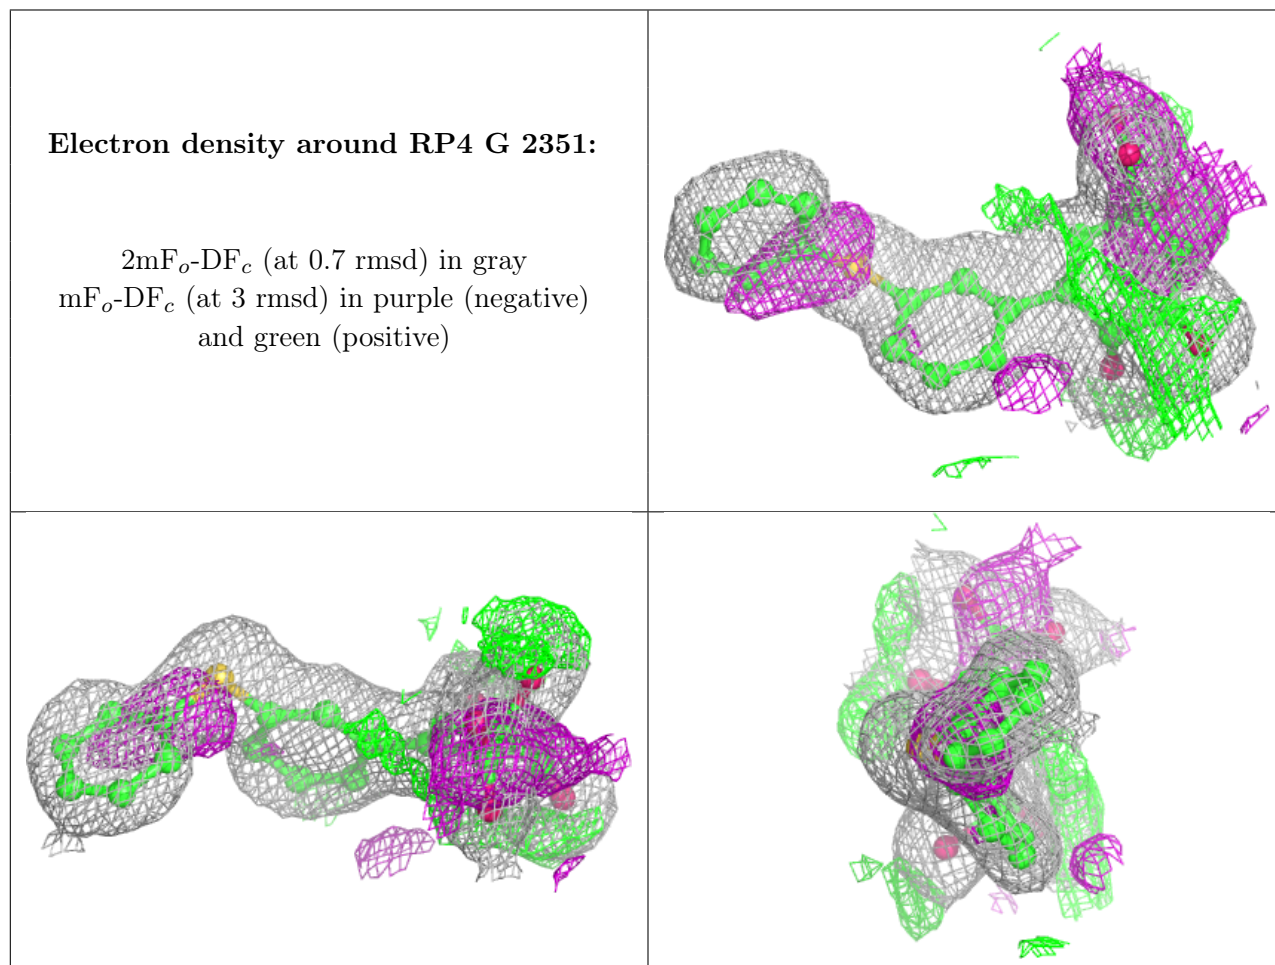 Electron density around RP4 G 2351:
2mFo-DFc (at 0.7 rmsd) in gray
mFo-DFc (at 3 rmsd) in purple (negative)
and green (positive)